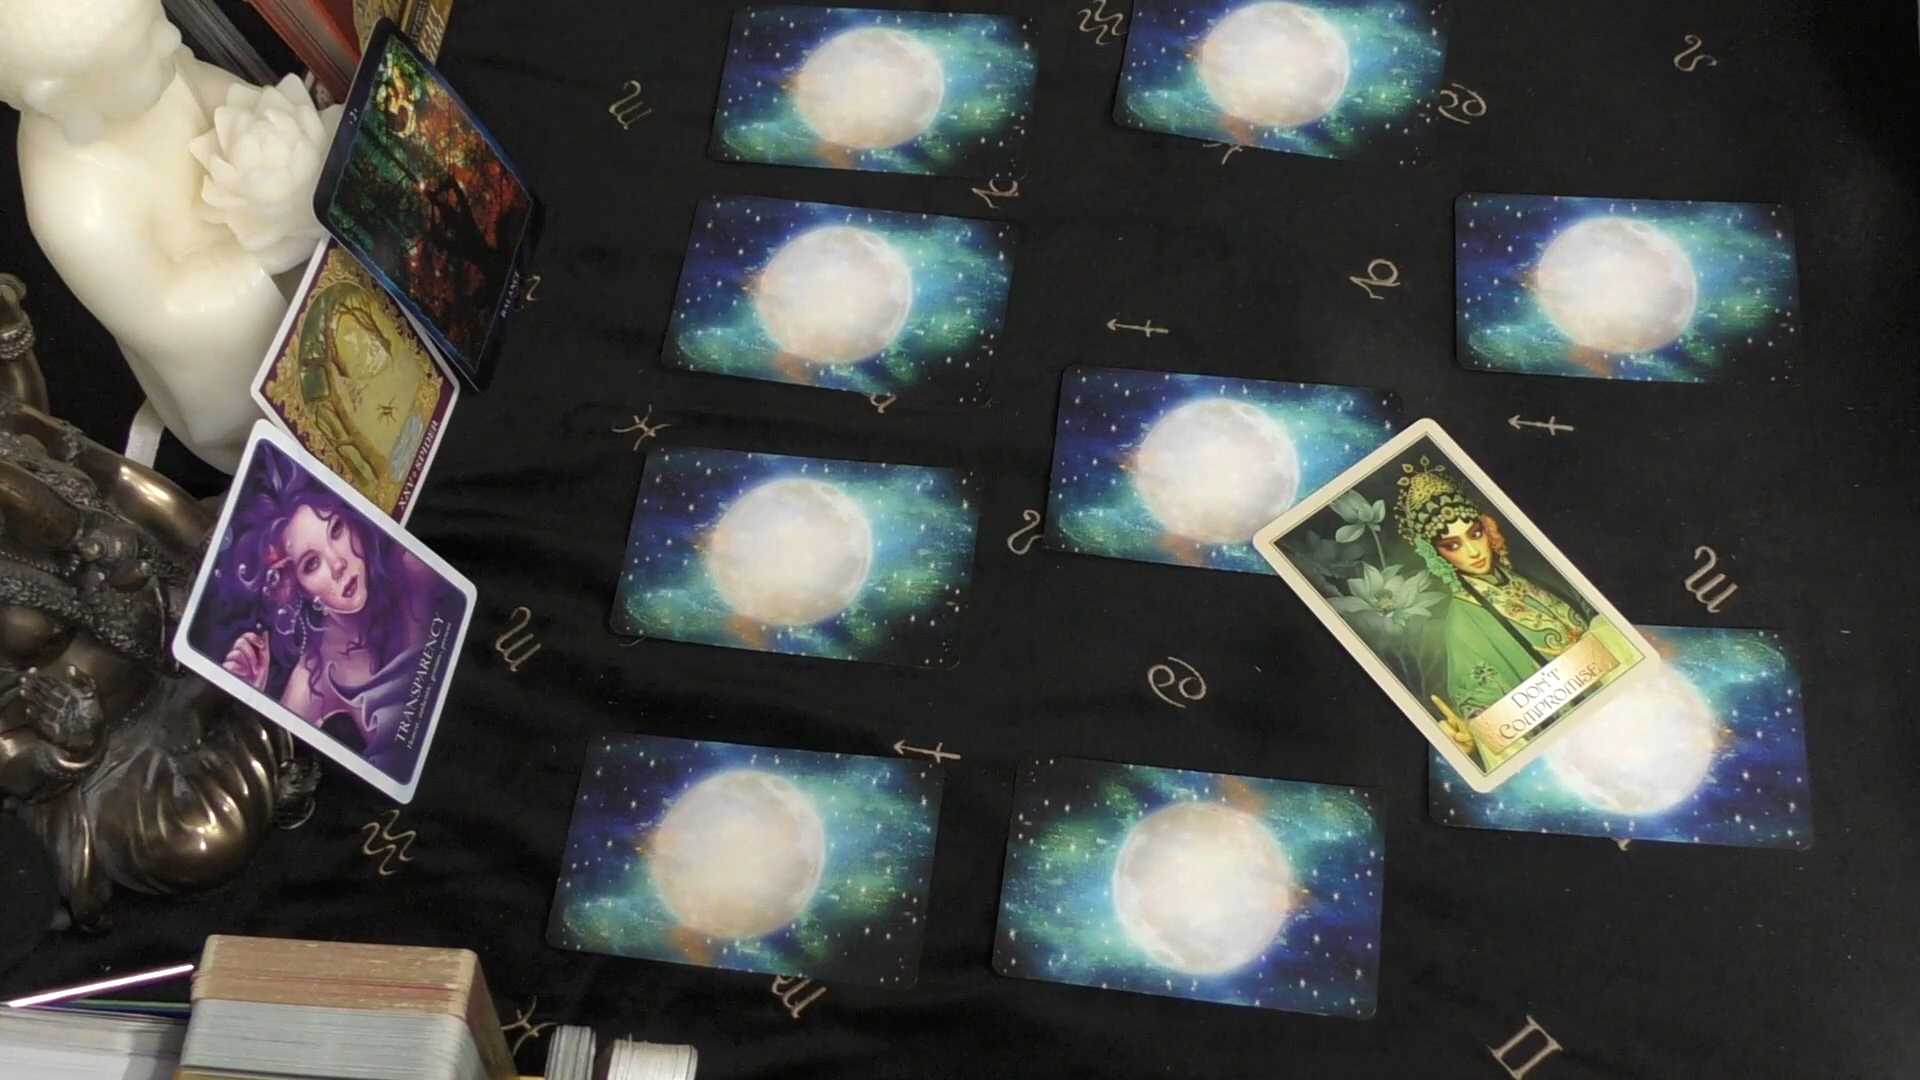 BALANCE
XXV • SPIDER
TRANSPARENCY
DON'T
COMPROMISE